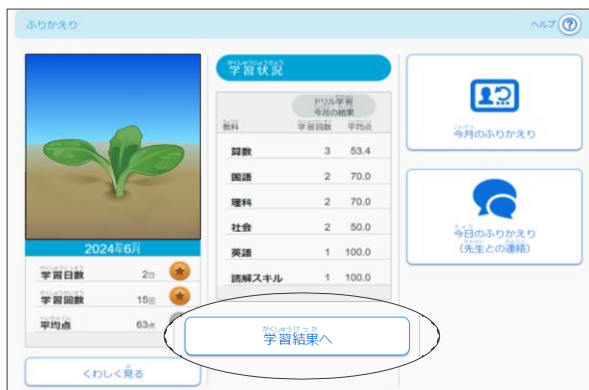 ふりかえり
ヘルプ ?
2024年6月
学習日数 2日
学習回数 15回
平均点 63点
くわしく見る
学習状況
ドリル学習
今月の結果
教科 学習回数 平均点
算数 3 53.4
国語 2 70.0
理科 2 70.0
社会 2 50.0
英語 1 100.0
読解スキル 1 100.0
学習結果へ
今月のふりかえり
今日のふりかえり
(先生との連絡)